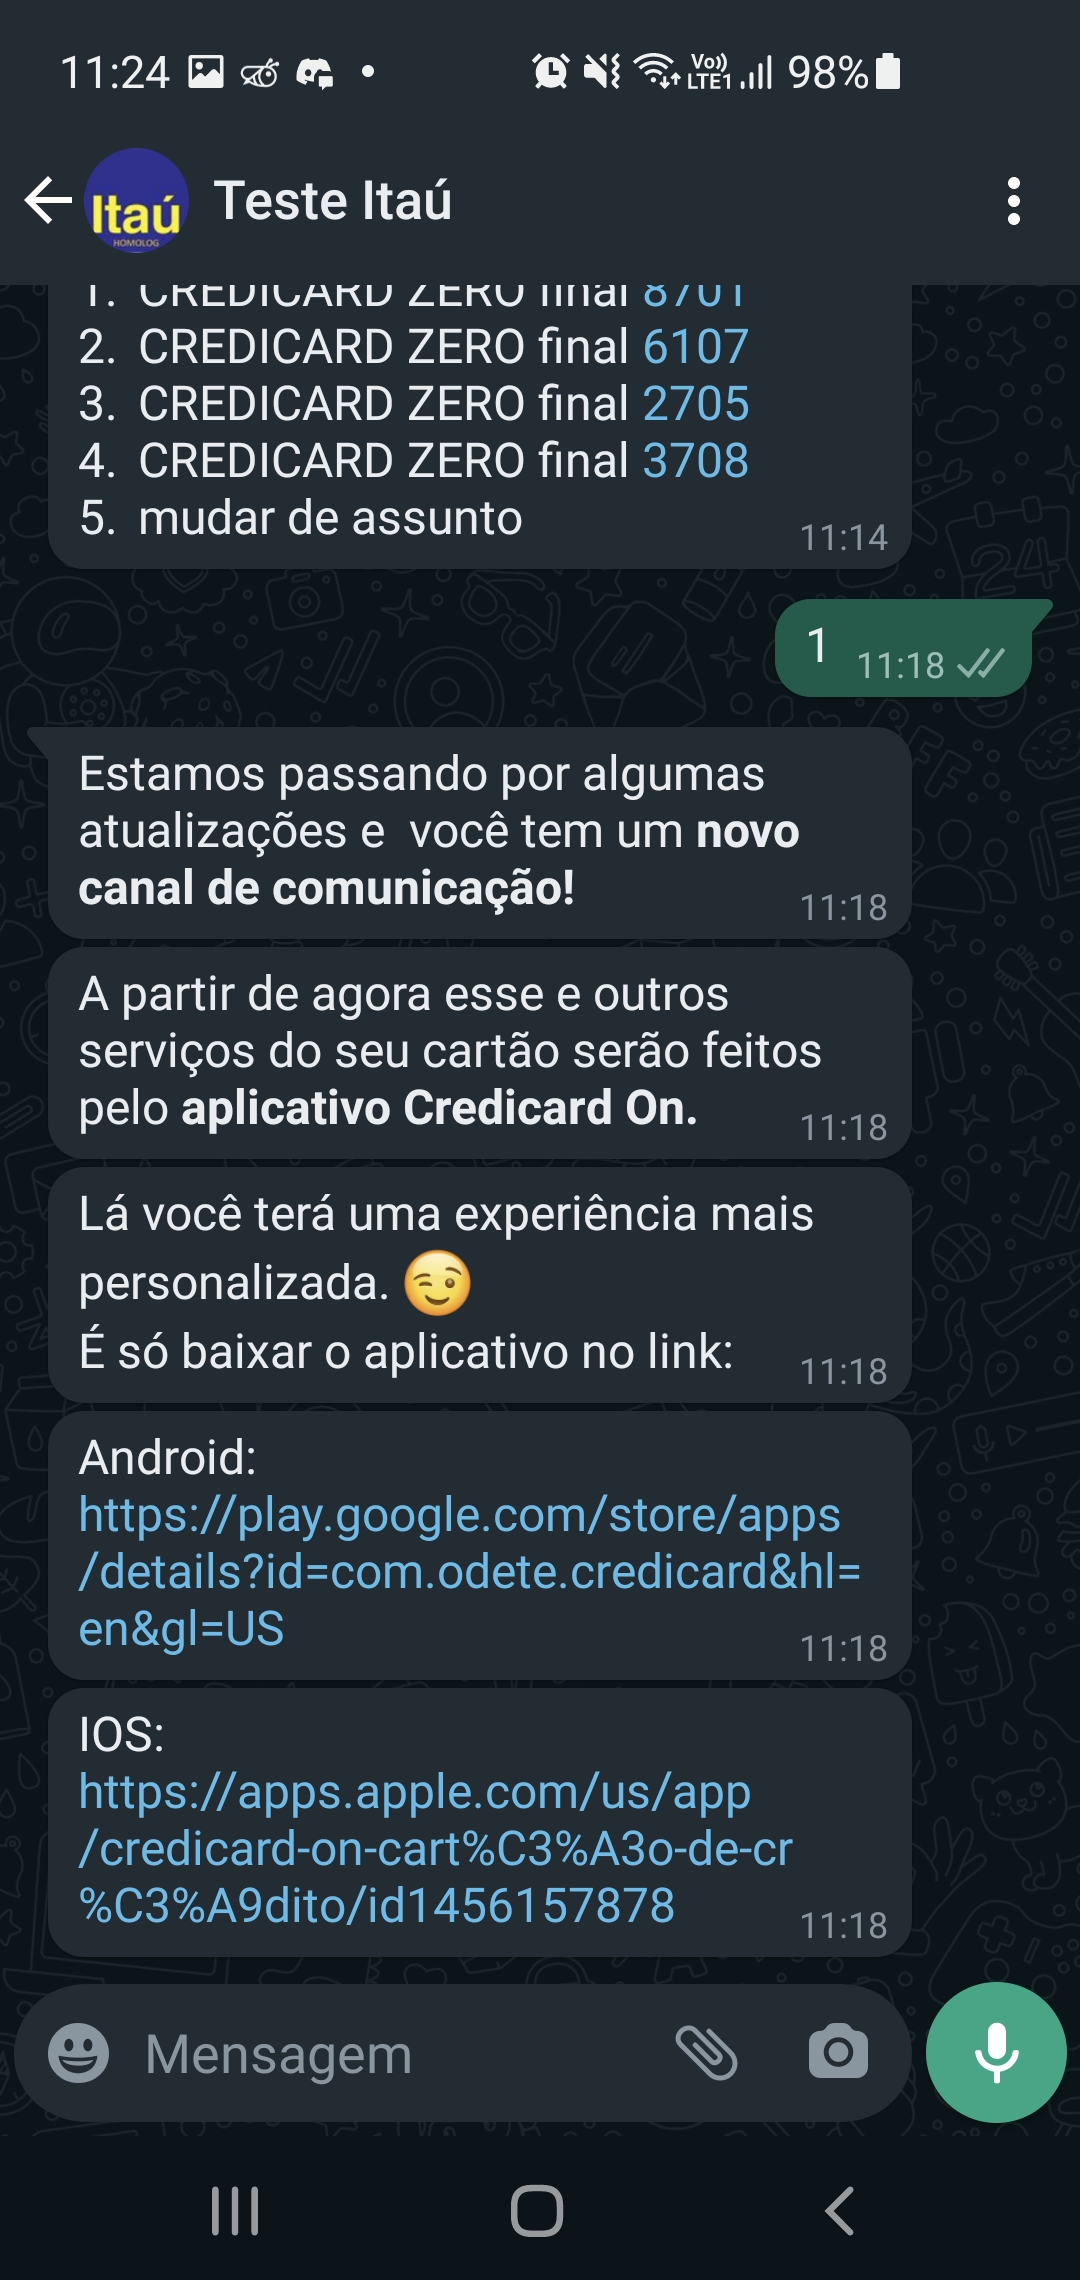 11:24
Vo))
LTE1
98%
Itaú
HOMOLOG
Teste Itaú
1. CREDICARD ZERO final 8701
2. CREDICARD ZERO final 6107
3. CREDICARD ZERO final 2705
4. CREDICARD ZERO final 3708
5. mudar de assunto
11:14
1
11:18
Estamos passando por algumas
atualizações e  você tem um novo
canal de comunicação!
11:18
A partir de agora esse e outros
serviços do seu cartão serão feitos
pelo aplicativo Credicard On.
11:18
Lá você terá uma experiência mais
personalizada. 😉
É só baixar o aplicativo no link:
11:18
Android:
https://play.google.com/store/apps
/details?id=com.odete.credicard&hl=
en&gl=US
11:18
IOS:
https://apps.apple.com/us/app
/credicard-on-cart%C3%A3o-de-cr
%C3%A9dito/id1456157878
11:18
Mensagem